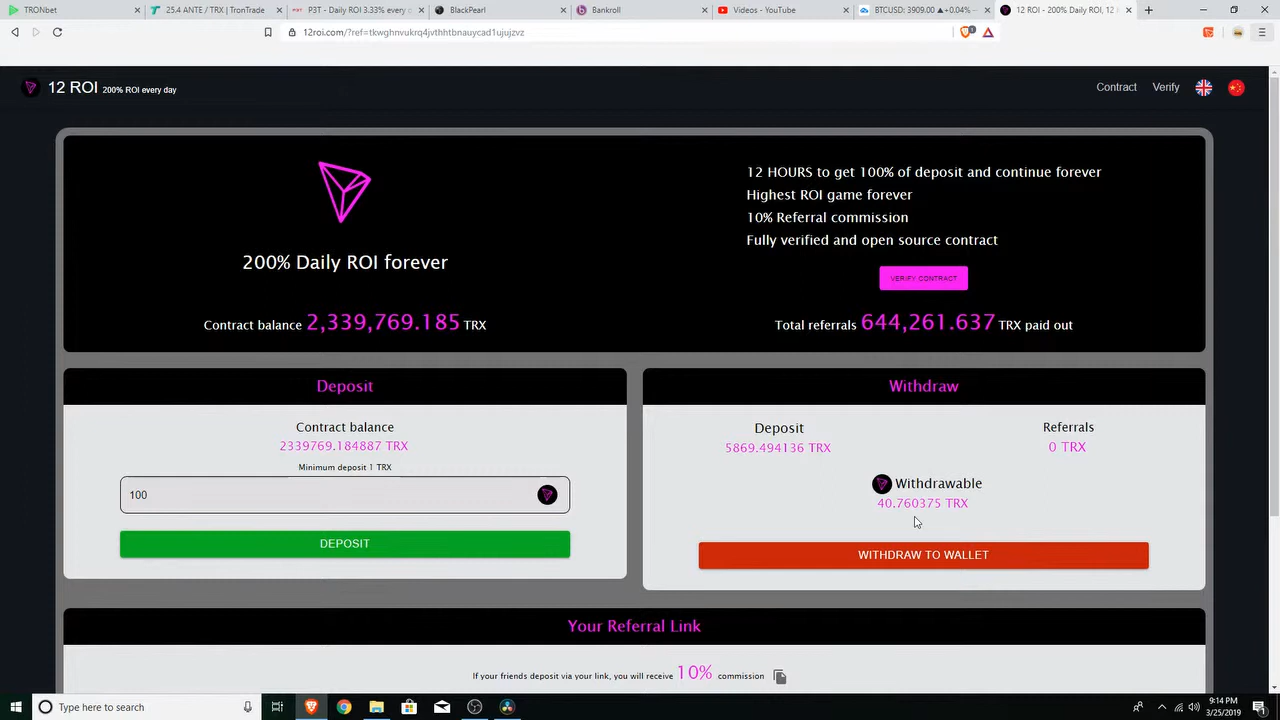 TRONbet
25.4 ANTE / TRX | TronTrade
P3T - Daily ROI 3.33% every
BlackPearl
Bankroll
Videos - YouTube
BTCUSD: 3909.00 ▲+0.04%
12 ROI - 200% Daily ROI, 12
12roi.com/?ref=tkwghnvukrq4jvthhtbnauycad1ujujzvz
12 ROI 200% ROI every day
Contract
Verify
200% Daily ROI forever
Contract balance 2,339,769.185 TRX
12 HOURS to get 100% of deposit and continue forever
Highest ROI game forever
10% Referral commission
Fully verified and open source contract
VERIFY CONTRACT
Total referrals 644,261.637 TRX paid out
Deposit
Contract balance
2339769.184887 TRX
Minimum deposit 1 TRX
100
DEPOSIT
Withdraw
Deposit
5869.494136 TRX
Referrals
0 TRX
Withdrawable
40.760375 TRX
WITHDRAW TO WALLET
Your Referral Link
If your friends deposit via your link, you will receive 10% commission
Type here to search
9:14 PM
3/25/2019